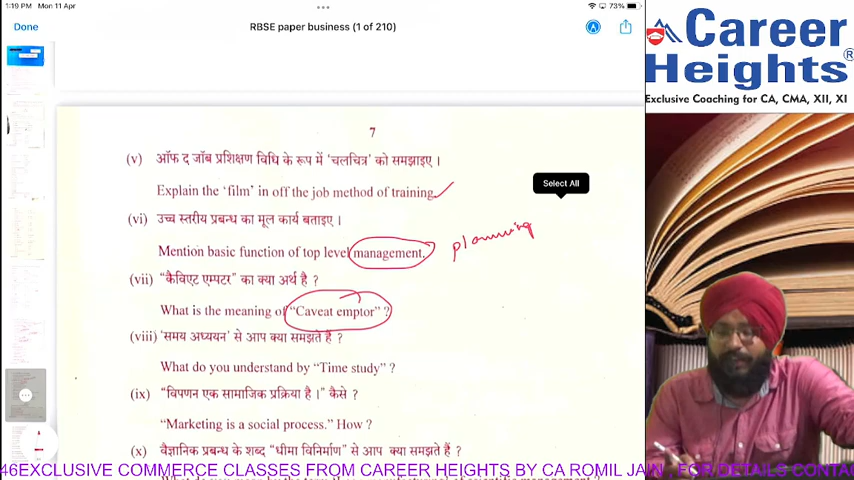 1:19 PM Mon 11 Apr
73%
Done
RBSE paper business (1 of 210)
Career
Heights
Exclusive Coaching for CA, CMA, XII, XI
7
(v) ऑफ द जॉब प्रशिक्षण विधि के रूप में ‘चलचित्र’ को समझाइए ।
Explain the ‘film’ in off the job method of training.
Select All
(vi) उच्च स्तरीय प्रबन्ध का मूल कार्य बताइए ।
Mention basic function of top level management.
planning
(vii) “कैविएट एम्पटर” का क्या अर्थ है ?
What is the meaning of “Caveat emptor” ?
(viii) ‘समय अध्ययन’ से आप क्या समझते हैं ?
What do you understand by “Time study” ?
(ix) “विपणन एक सामाजिक प्रक्रिया है ।” कैसे ?
“Marketing is a social process.” How ?
(x) वैज्ञानिक प्रबन्ध के शब्द “धीमा विनिर्माण” से आप क्या समझते हैं ?
46EXCLUSIVE COMMERCE CLASSES FROM CAREER HEIGHTS BY CA ROMIL JAIN . FOR DETAILS CONTA